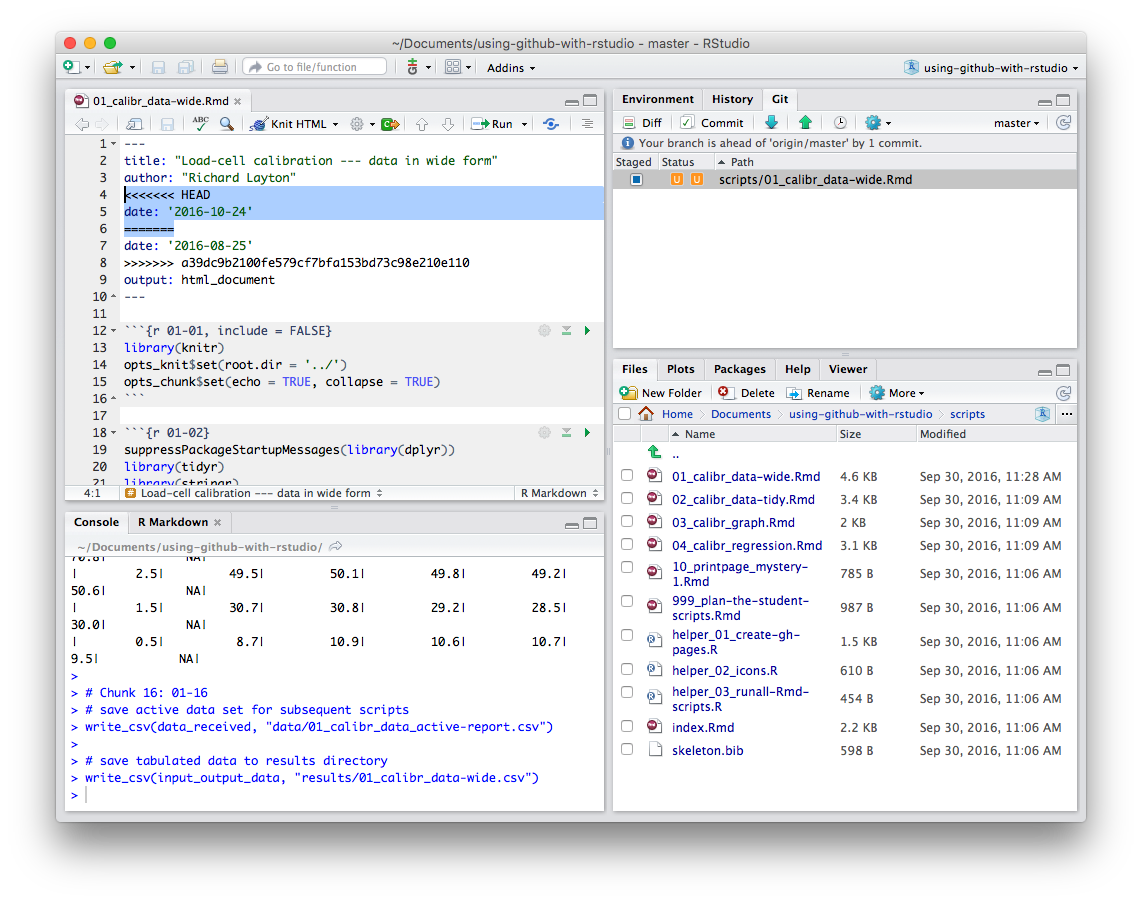 ~/Documents/using-github-with-rstudio - master - RStudio
Go to file/function
Addins
using-github-with-rstudio
01_calibr_data-wide.Rmd
ABC
Knit HTML
Run
1 ---
2 title: "Load-cell calibration --- data in wide form"
3 author: "Richard Layton"
4 <<<<<<< HEAD
5 date: '2016-10-24'
6 =======
7 date: '2016-08-25'
8 >>>>>>> a39dc9b2100fe579cf7bfa153bd73c98e210e110
9 output: html_document
10 ---
11
12 ```{r 01-01, include = FALSE}
13 library(knitr)
14 opts_knit$set(root.dir = '../')
15 opts_chunk$set(echo = TRUE, collapse = TRUE)
16 ```
17
18 ```{r 01-02}
19 suppressPackageStartupMessages(library(dplyr))
20 library(tidyr)
21 library(stringr)
4:1 # Load-cell calibration --- data in wide form R Markdown
Console R Markdown
~/Documents/using-github-with-rstudio/
70.8| NA|
| 2.5| 49.5| 50.1| 49.8| 49.2|
50.6| NA|
| 1.5| 30.7| 30.8| 29.2| 28.5|
30.0| NA|
| 0.5| 8.7| 10.9| 10.6| 10.7|
9.5| NA|
>
> # Chunk 16: 01-16
> # save active data set for subsequent scripts
> write_csv(data_received, "data/01_calibr_data_active-report.csv")
>
> # save tabulated data to results directory
> write_csv(input_output_data, "results/01_calibr_data-wide.csv")
>
Environment History Git
Diff Commit master
Your branch is ahead of 'origin/master' by 1 commit.
Staged Status Path
U U scripts/01_calibr_data-wide.Rmd
Files Plots Packages Help Viewer
New Folder Delete Rename More
Home Documents using-github-with-rstudio scripts ...
Name Size Modified
..
01_calibr_data-wide.Rmd 4.6 KB Sep 30, 2016, 11:28 AM
02_calibr_data-tidy.Rmd 3.4 KB Sep 30, 2016, 11:09 AM
03_calibr_graph.Rmd 2 KB Sep 30, 2016, 11:09 AM
04_calibr_regression.Rmd 3.1 KB Sep 30, 2016, 11:09 AM
10_printpage_mystery-
1.Rmd 785 B Sep 30, 2016, 11:06 AM
999_plan-the-student-
scripts.Rmd 987 B Sep 30, 2016, 11:06 AM
helper_01_create-gh-
pages.R 1.5 KB Sep 30, 2016, 11:06 AM
helper_02_icons.R 610 B Sep 30, 2016, 11:06 AM
helper_03_runall-Rmd-
scripts.R 454 B Sep 30, 2016, 11:06 AM
index.Rmd 2.2 KB Sep 30, 2016, 11:06 AM
skeleton.bib 598 B Sep 30, 2016, 11:06 AM